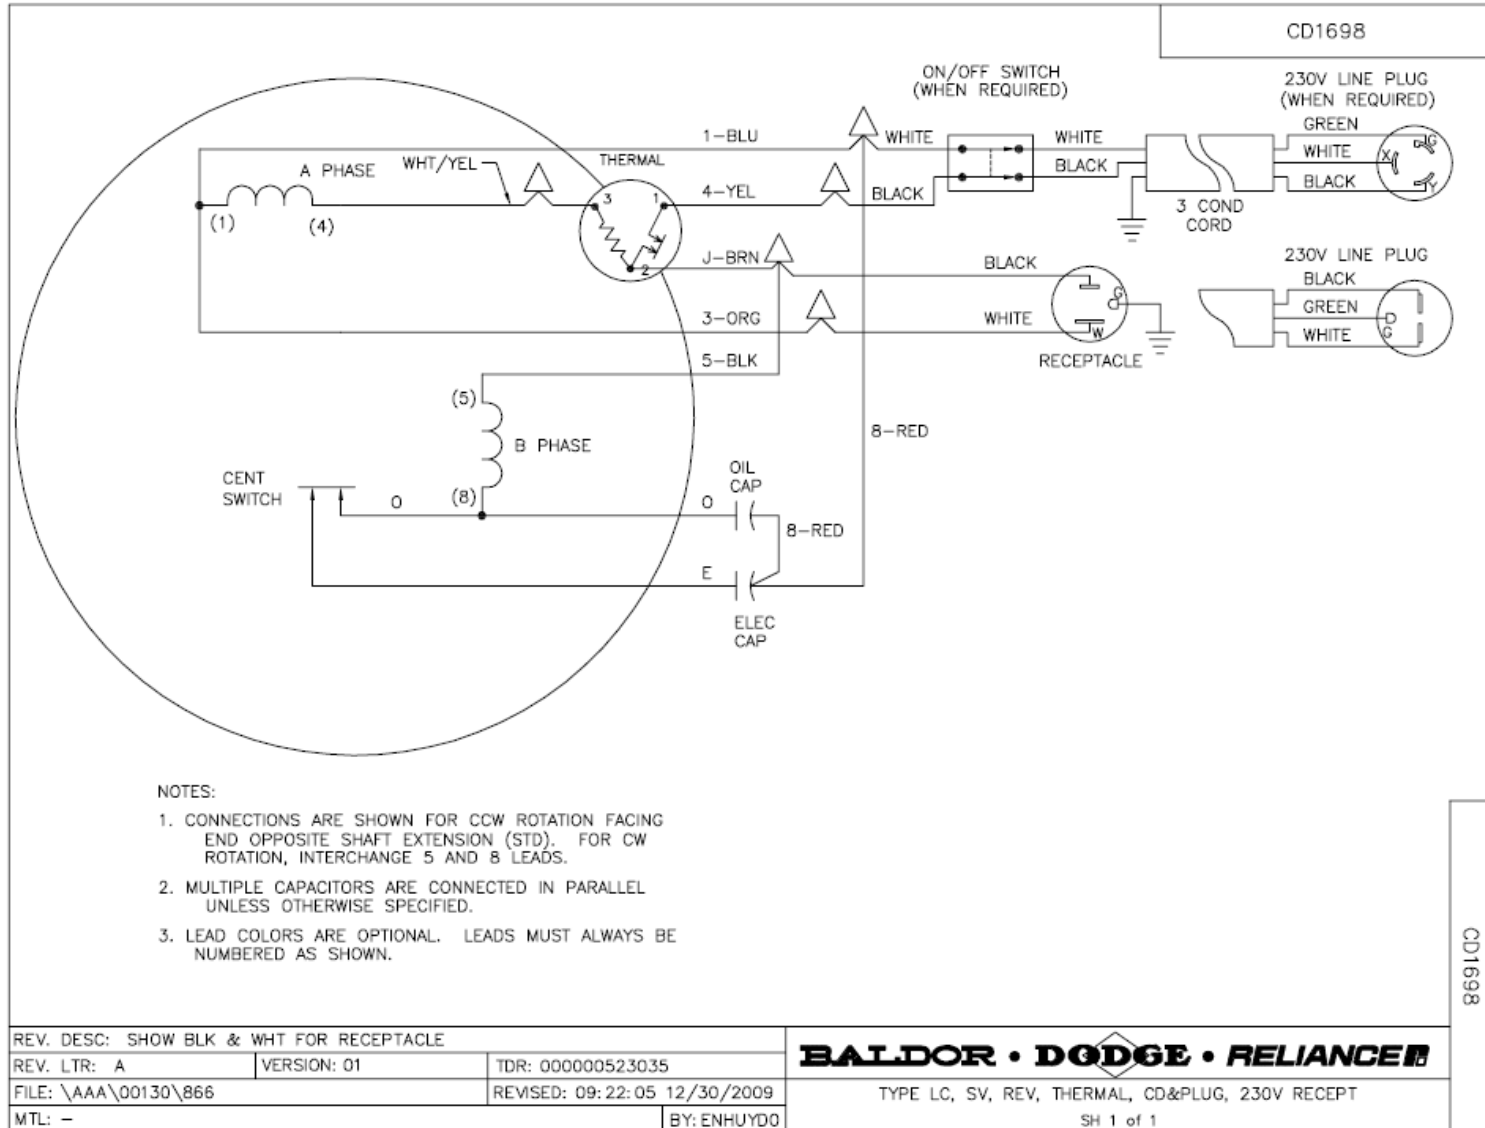 CD1698
ON/OFF SWITCH
(WHEN REQUIRED)
230V LINE PLUG
(WHEN REQUIRED)
1-BLU
WHITE
WHITE
GREEN
G
A PHASE
WHT/YEL
THERMAL
BLACK
WHITE
X
4-YEL
BLACK
BLACK
Y
(1)
(4)
3
1
2
3 COND
CORD
J-BRN
BLACK
230V LINE PLUG
BLACK
G
GREEN
3-ORG
WHITE
W
WHITE
G
5-BLK
RECEPTACLE
(5)
B PHASE
8-RED
CENT
SWITCH
O
(8)
O
OIL
CAP
8-RED
E
ELEC
CAP
NOTES:
1. CONNECTIONS ARE SHOWN FOR CCW ROTATION FACING
END OPPOSITE SHAFT EXTENSION (STD). FOR CW
ROTATION, INTERCHANGE 5 AND 8 LEADS.
2. MULTIPLE CAPACITORS ARE CONNECTED IN PARALLEL
UNLESS OTHERWISE SPECIFIED.
3. LEAD COLORS ARE OPTIONAL. LEADS MUST ALWAYS BE
NUMBERED AS SHOWN.
CD1698
REV. DESC: SHOW BLK & WHT FOR RECEPTACLE
REV. LTR: A
VERSION: 01
TDR: 000000523035
FILE: \AAA\00130\866
REVISED: 09:22:05 12/30/2009
MTL: -
BY: ENHUYDO
BALDOR • DODGE • RELIANCE
TYPE LC, SV, REV, THERMAL, CD&PLUG, 230V RECEPT
SH 1 of 1